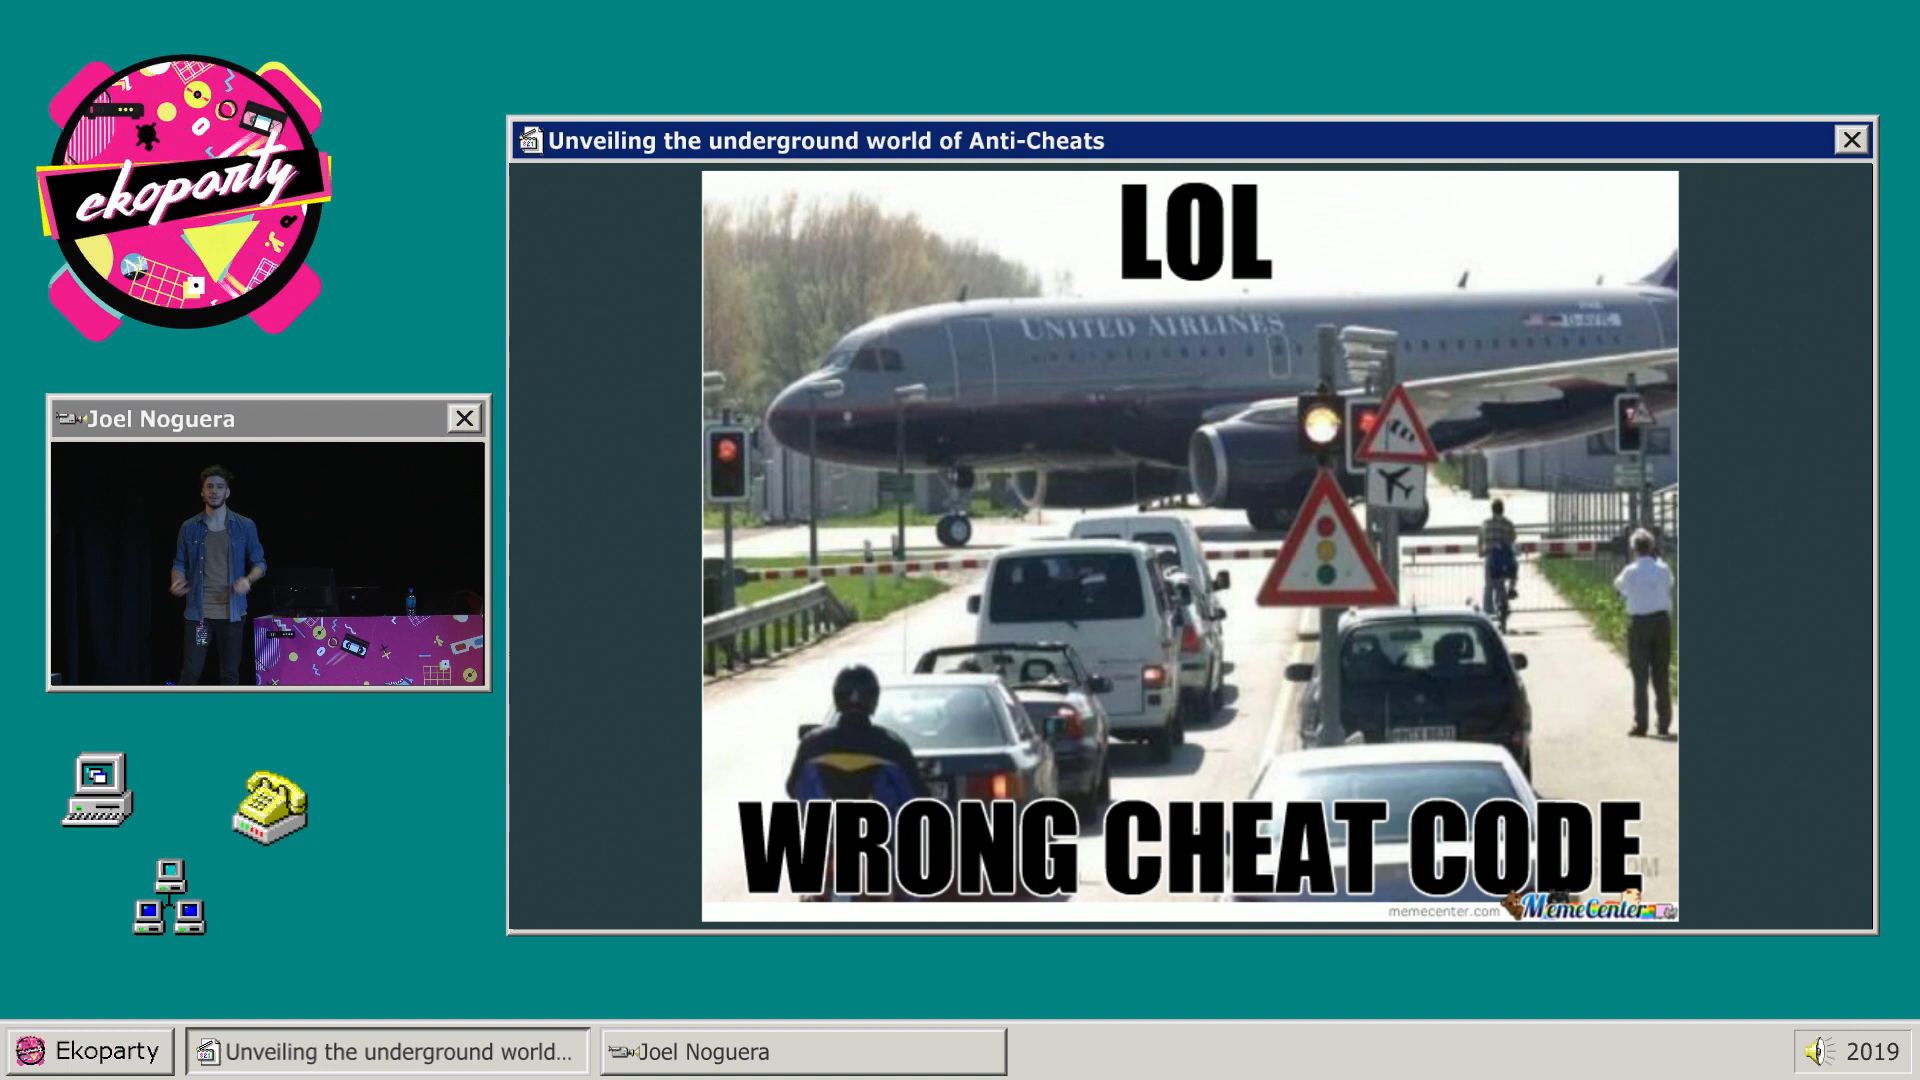 ekoparty
Unveiling the underground world of Anti-Cheats
LOL
UNITED AIRLINES
Joel Noguera
WRONG CHEAT CODE
memecenter.com
MemeCenter
Ekoparty
Unveiling the underground world...
Joel Noguera
2019